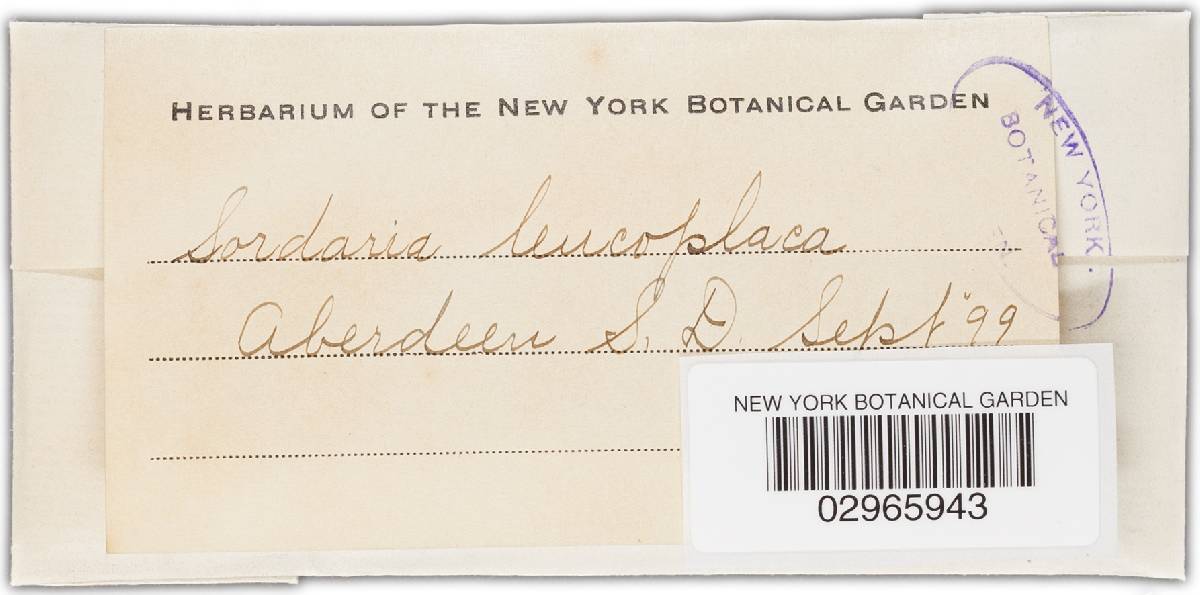 HERBARIUM OF THE NEW YORK BOTANICAL GARDEN
Sordaria leucoplaca
Aberdeen S. D. Sept "99
NEW YORK
BOTANICAL
NEW YORK BOTANICAL GARDEN
02965943